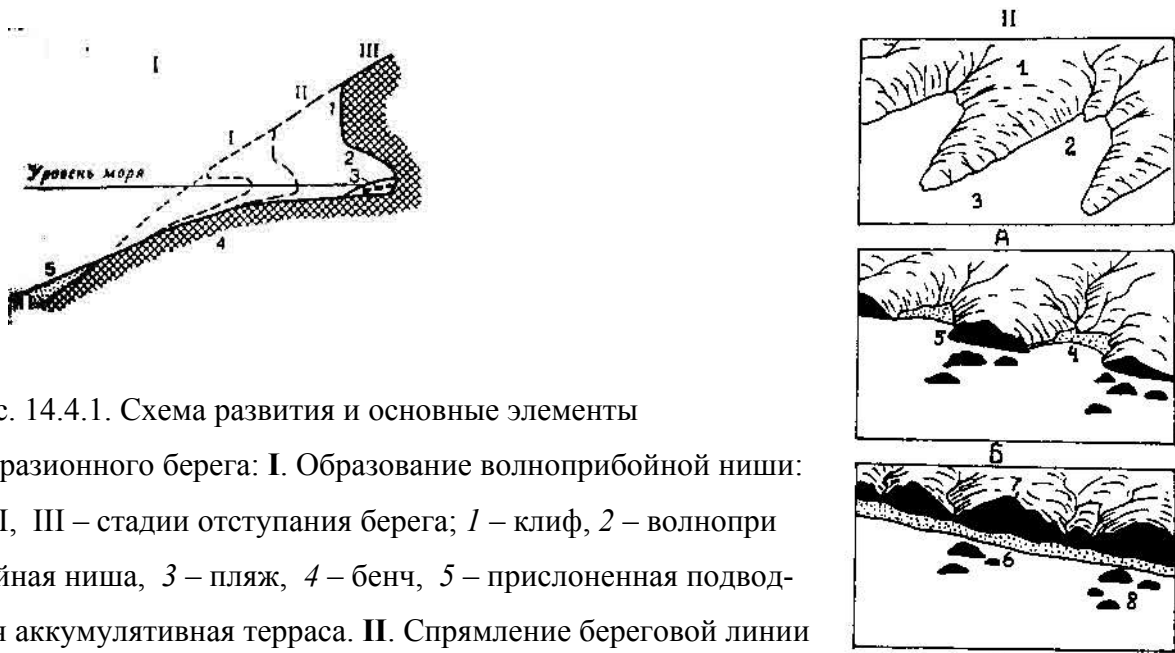 I
III
II
1
I
2
Уровень моря
3
4
5
II
1
2
3
А
5
4
Б
7
6
8
с. 14.4.1. Схема развития и основные элементы
разионного берега: I. Образование волноприбойной ниши:
I, III – стадии отступания берега; 1 – клиф, 2 – волнопри
йная ниша, 3 – пляж, 4 – бенч, 5 – прислоненная подвод-
я аккумулятивная терраса. II. Спрямление береговой линии